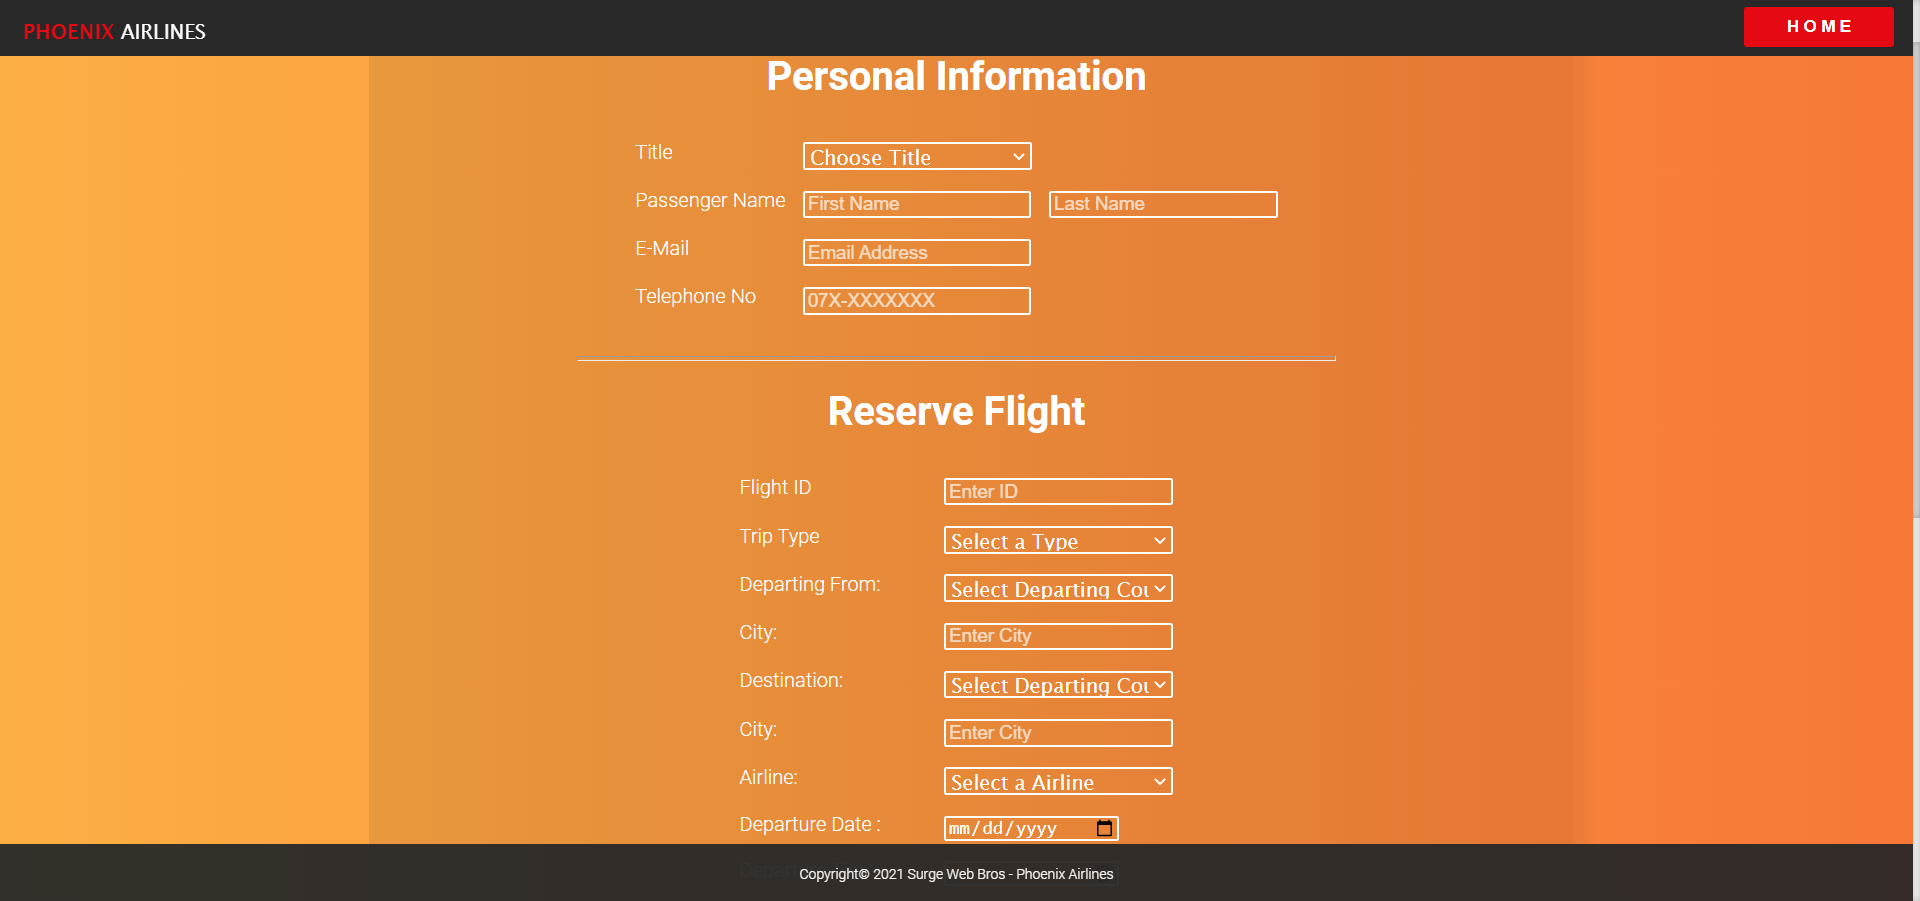 PHOENIX AIRLINES
HOME
Personal Information
Title Choose Title
Passenger Name First Name Last Name
E-Mail Email Address
Telephone No 07X-XXXXXXX
Reserve Flight
Flight ID Enter ID
Trip Type Select a Type
Departing From: Select Departing Cou
City: Enter City
Destination: Select Departing Cou
City: Enter City
Airline: Select a Airline
Departure Date : mm/dd/yyyy
Copyright© 2021 Surge Web Bros - Phoenix Airlines